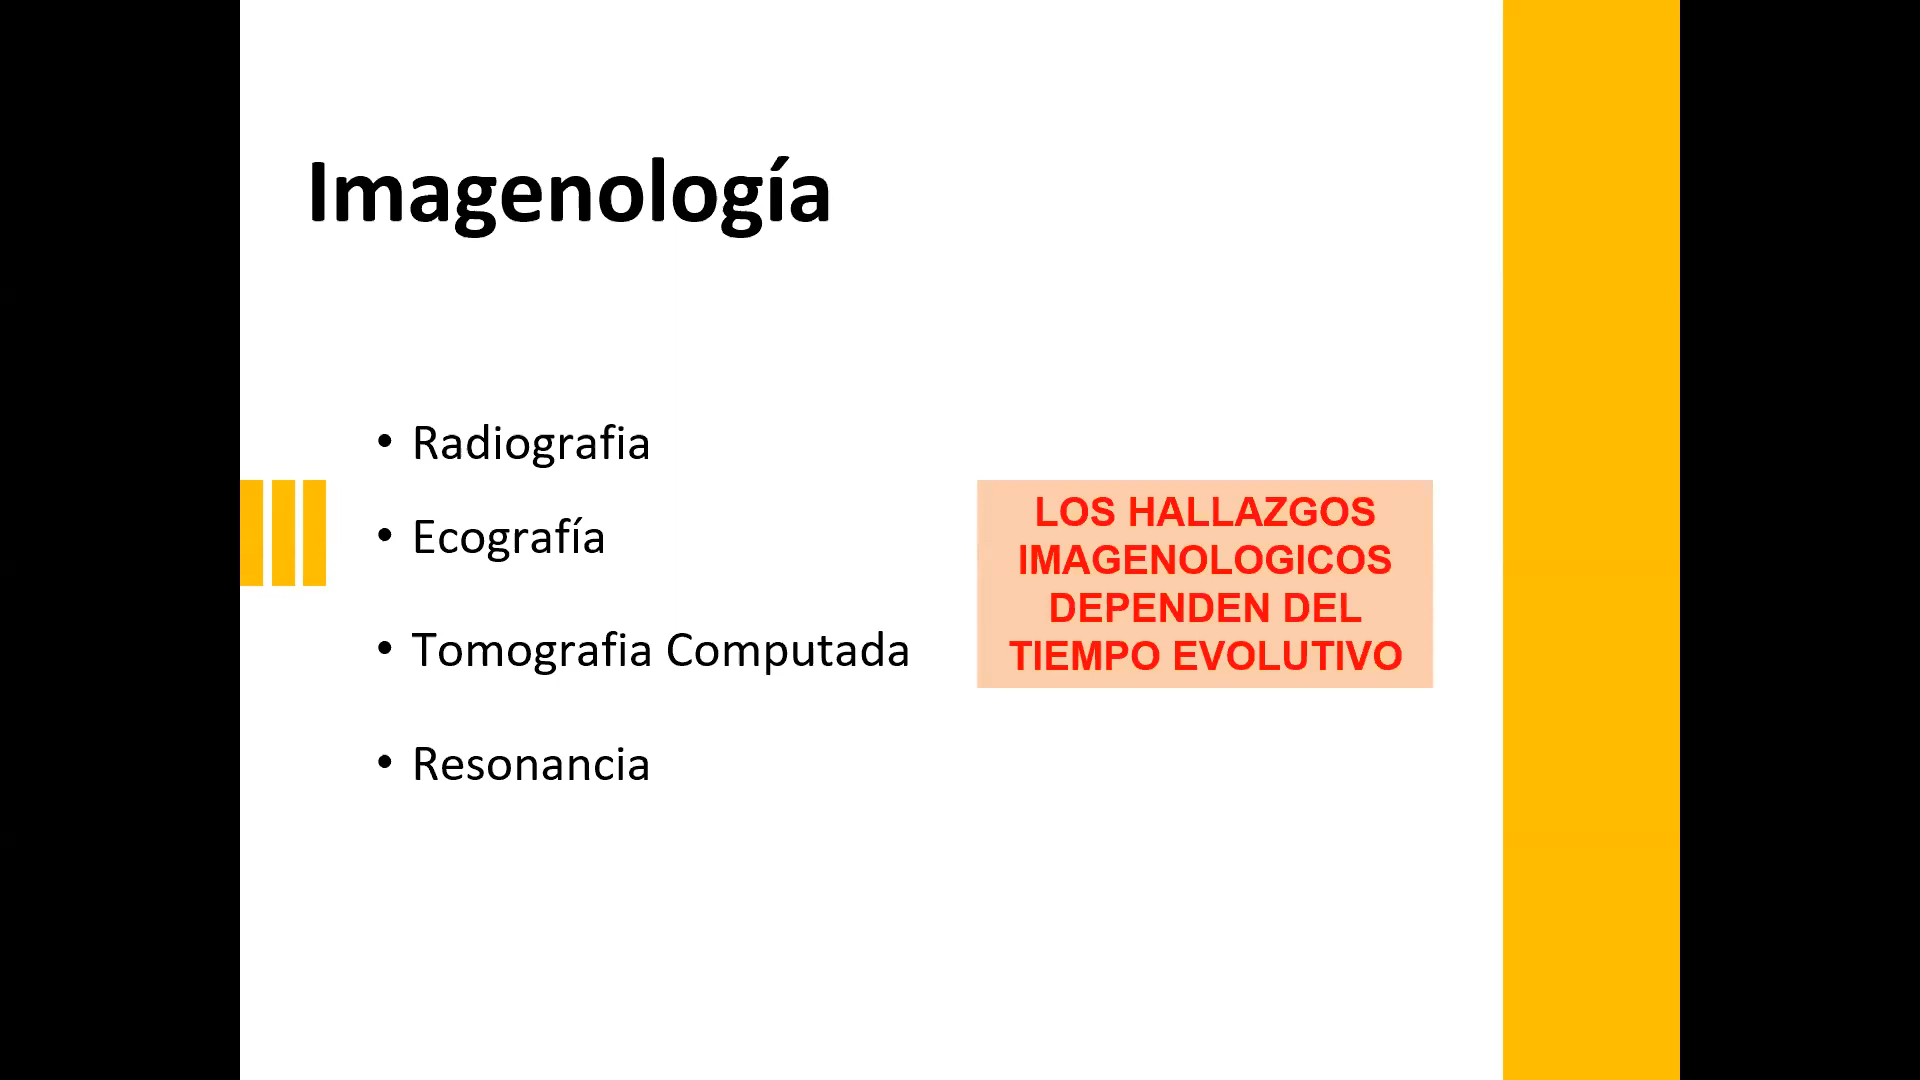 Imagenología
• Radiografia
• Ecografía
• Tomografia Computada
• Resonancia
LOS HALLAZGOS
IMAGENOLOGICOS
DEPENDEN DEL
TIEMPO EVOLUTIVO